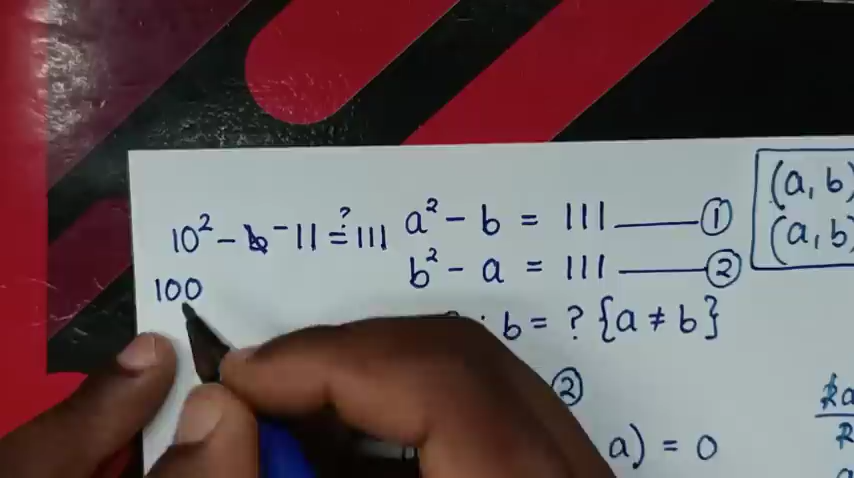 10² - b - 11 ?= 111
100
a² - b = 111 ——— ①
b² - a = 111 ——— ②
b = ? {a ≠ b}
②
a) = 0
(a, b)
(a, b)